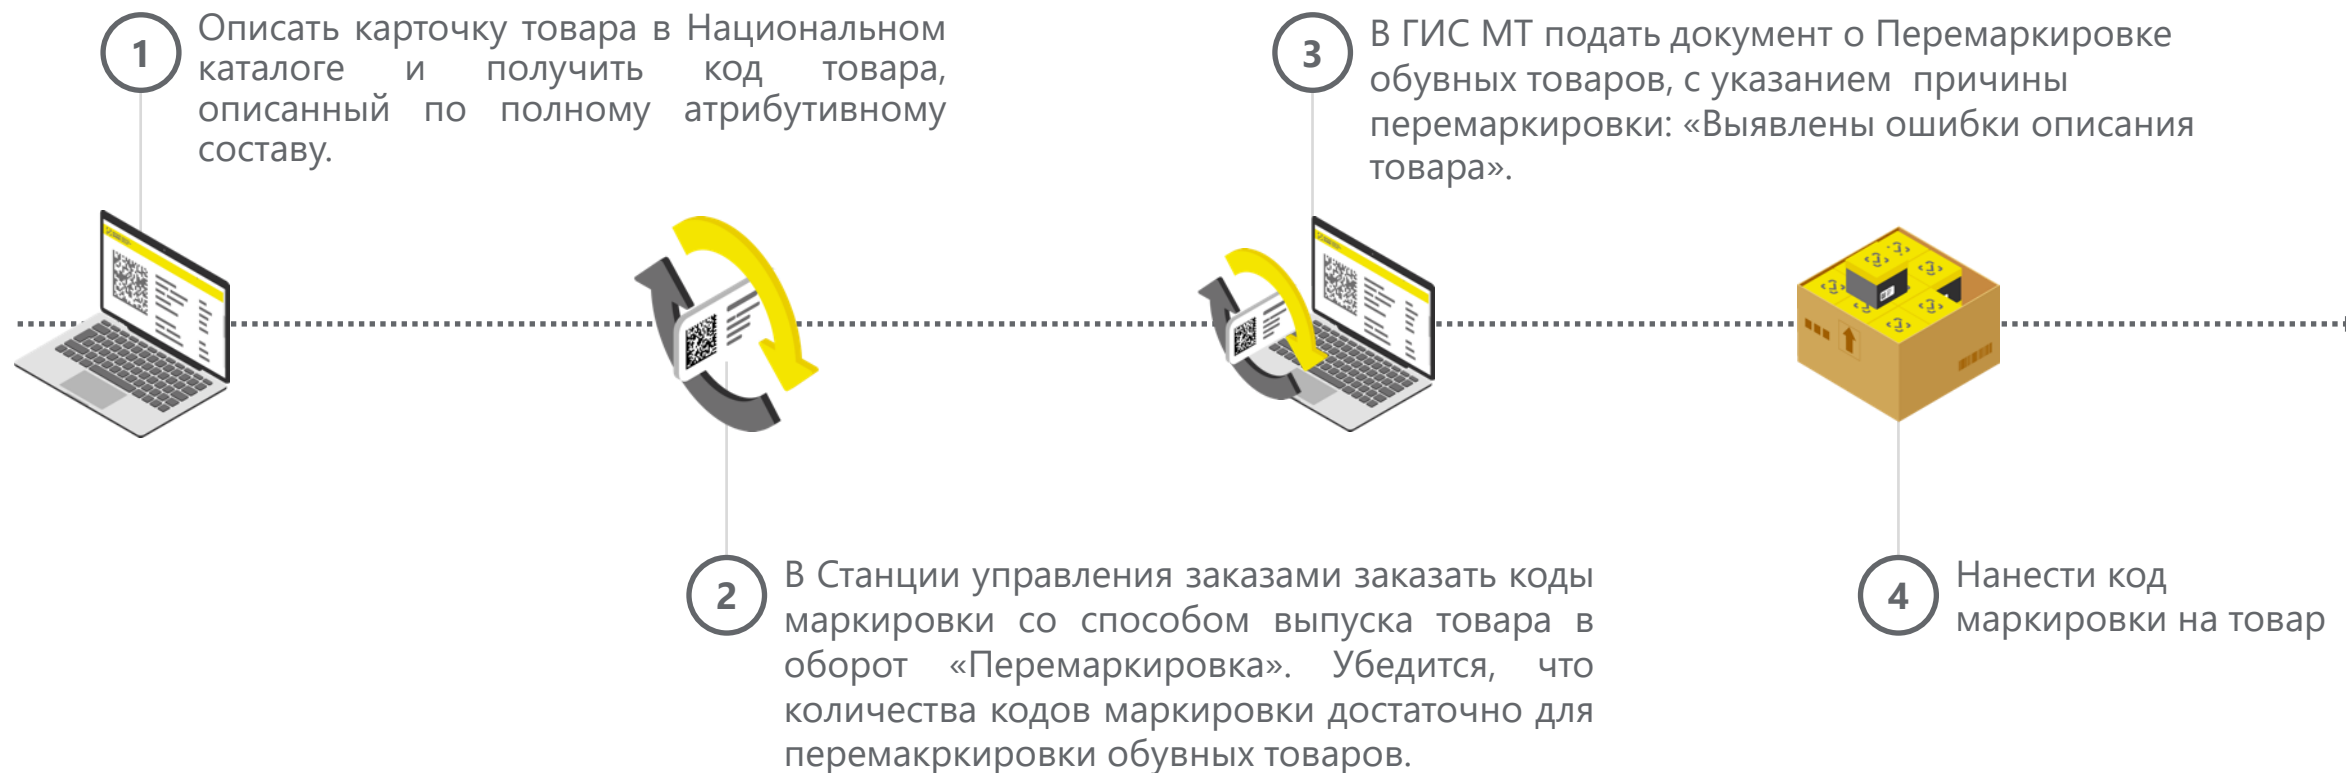 1
Описать карточку товара в Национальном
каталоге и получить код товара,
описанный по полному атрибутивному
составу.
3
В ГИС МТ подать документ о Перемаркировке
обувных товаров, с указанием причины
перемаркировки: «Выявлены ошибки описания
товара».
2
В Станции управления заказами заказать коды
маркировки со способом выпуска товара в
оборот «Перемаркировка». Убедится, что
количества кодов маркировки достаточно для
перемакркировки обувных товаров.
4
Нанести код
маркировки на товар